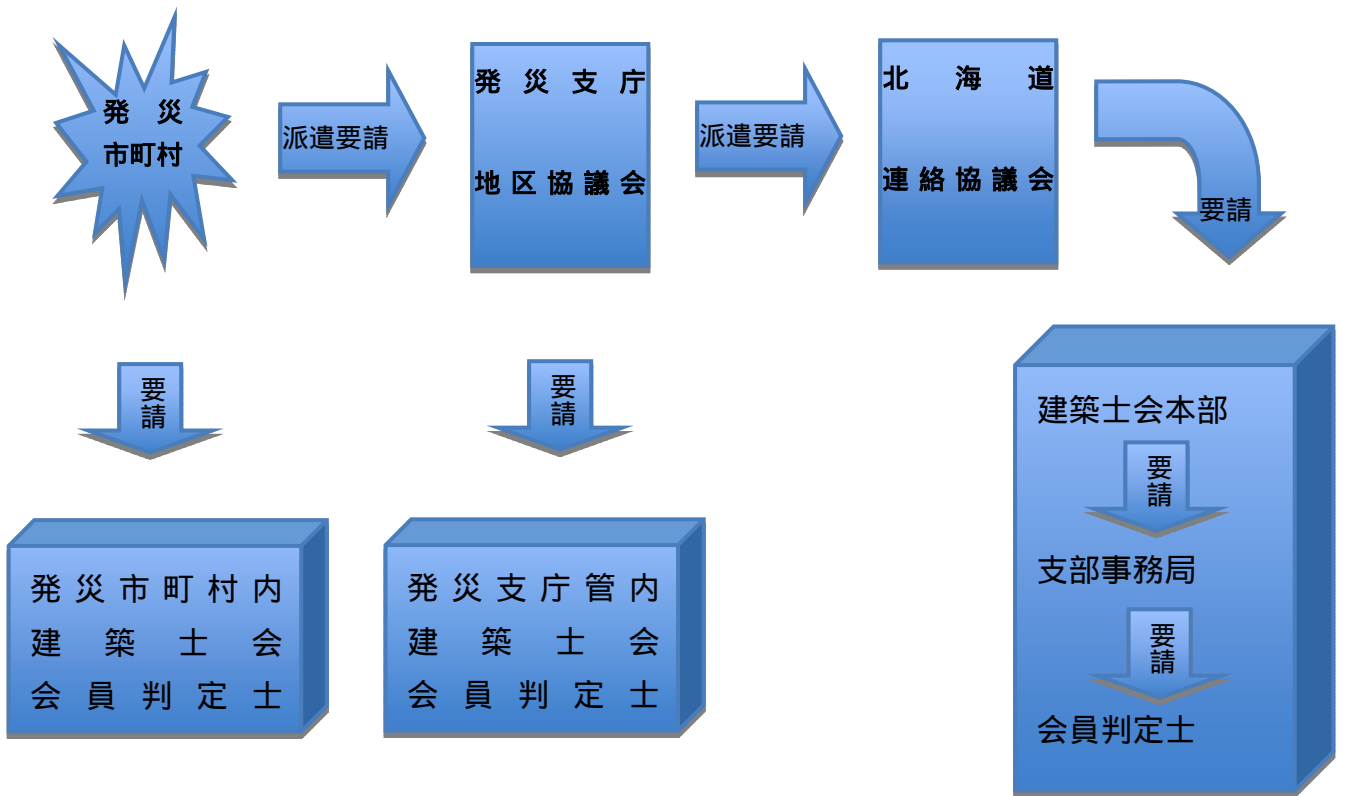 発災
市町村
派遣要請
発災支庁
地区協議会
派遣要請
北海道
連絡協議会
要請
要請
要請
発災市町村内
建築士会
会員判定士
発災支庁管内
建築士会
会員判定士
建築士会本部
要請
支部事務局
要請
会員判定士